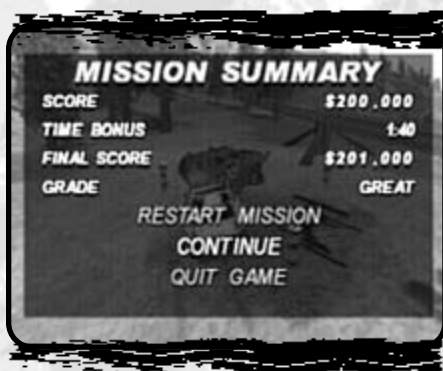 MISSION SUMMARY
SCORE $200,000
TIME BONUS 1:40
FINAL SCORE $201,000
GRADE GREAT
RESTART MISSION
CONTINUE
QUIT GAME